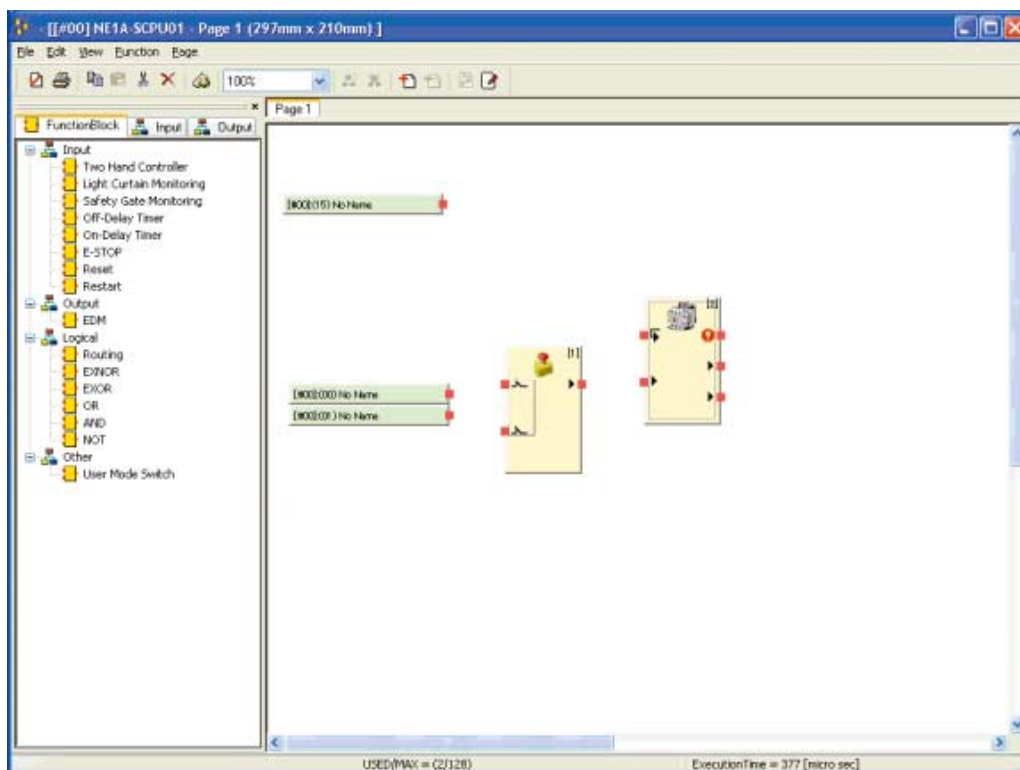 - [[#00] NE1A-SCPU01 - Page 1 (297mm x 210mm) ]
File Edit View Function Page
100%
Page 1
FunctionBlock Input Output
Input
Two Hand Controller
Light Curtain Monitoring
Safety Gate Monitoring
Off-Delay Timer
On-Delay Timer
E-STOP
Reset
Restart
Output
EDM
Logical
Routing
EXNOR
EXOR
OR
AND
NOT
Other
User Mode Switch
[#00]:(15) No Name
[#00]:(00) No Name
[#00]:(01) No Name
[1]
USED/MAX = (2/128)
ExecutionTime = 377 [micro sec]